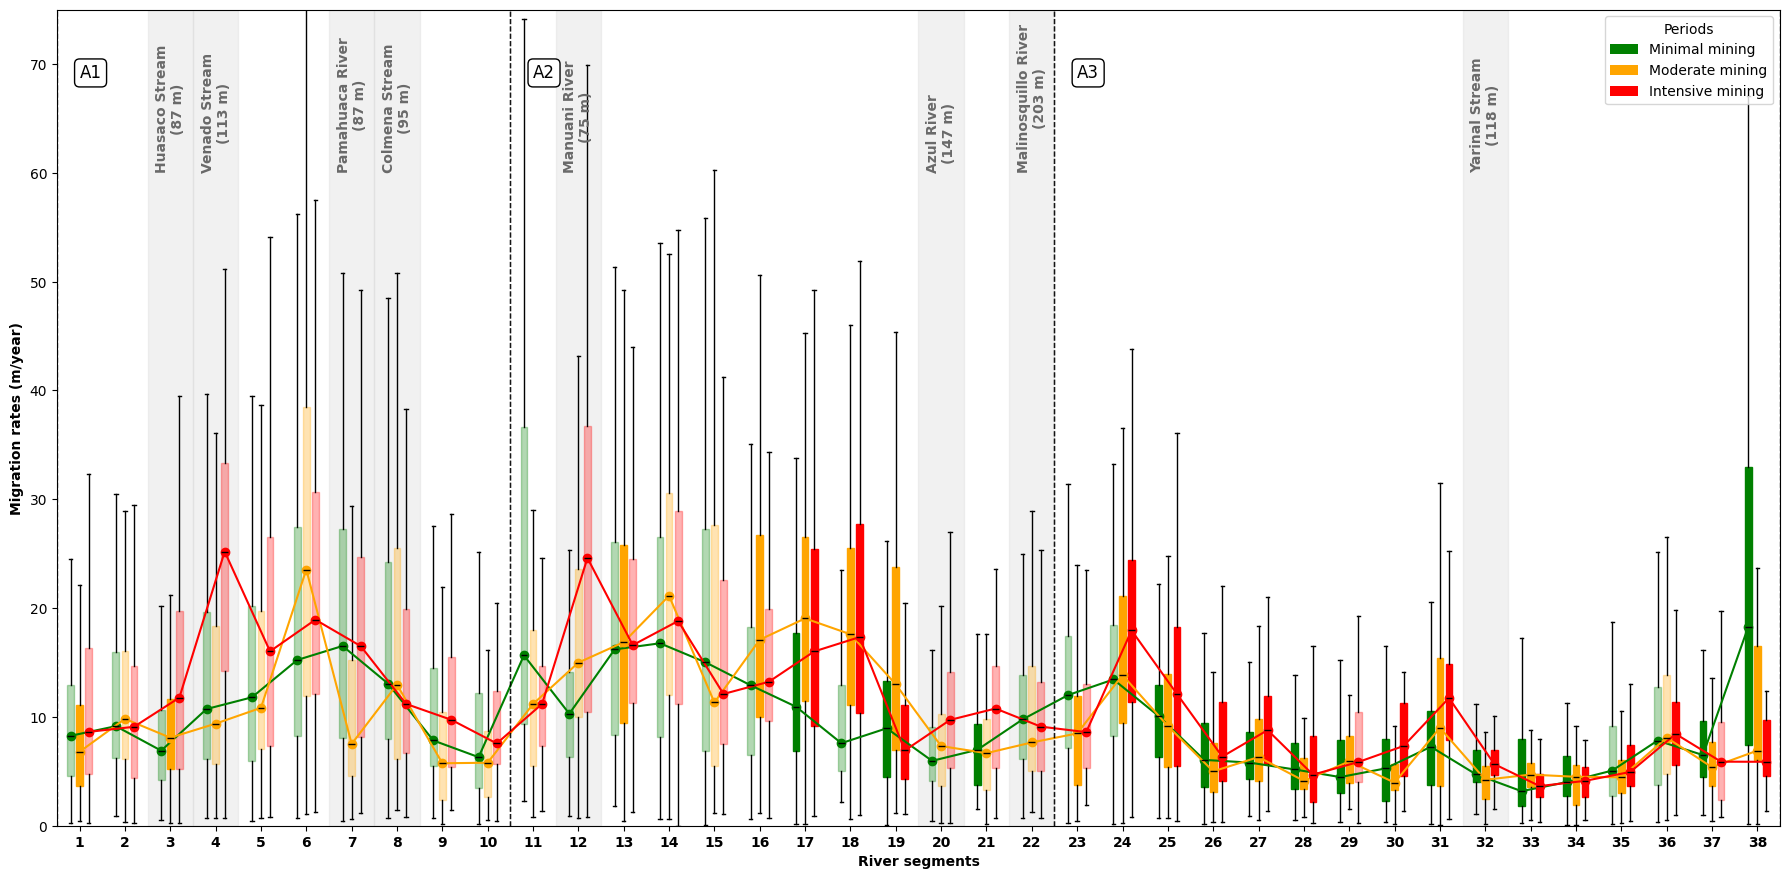 A1
Huasaco Stream
(87 m)
Venado Stream
(113 m)
Pamahuaca River
(87 m)
Colmena Stream
(95 m)
A2
Manuani River
(75 m)
Azul River
(147 m)
Malinosquillo River
(203 m)
A3
Yarinal Stream
(118 m)
Periods
Minimal mining
Moderate mining
Intensive mining
Migration rates (m/year)
70
60
50
40
30
20
10
0
1 2 3 4 5 6 7 8 9 10 11 12 13 14 15 16 17 18 19 20 21 22 23 24 25 26 27 28 29 30 31 32 33 34 35 36 37 38
River segments